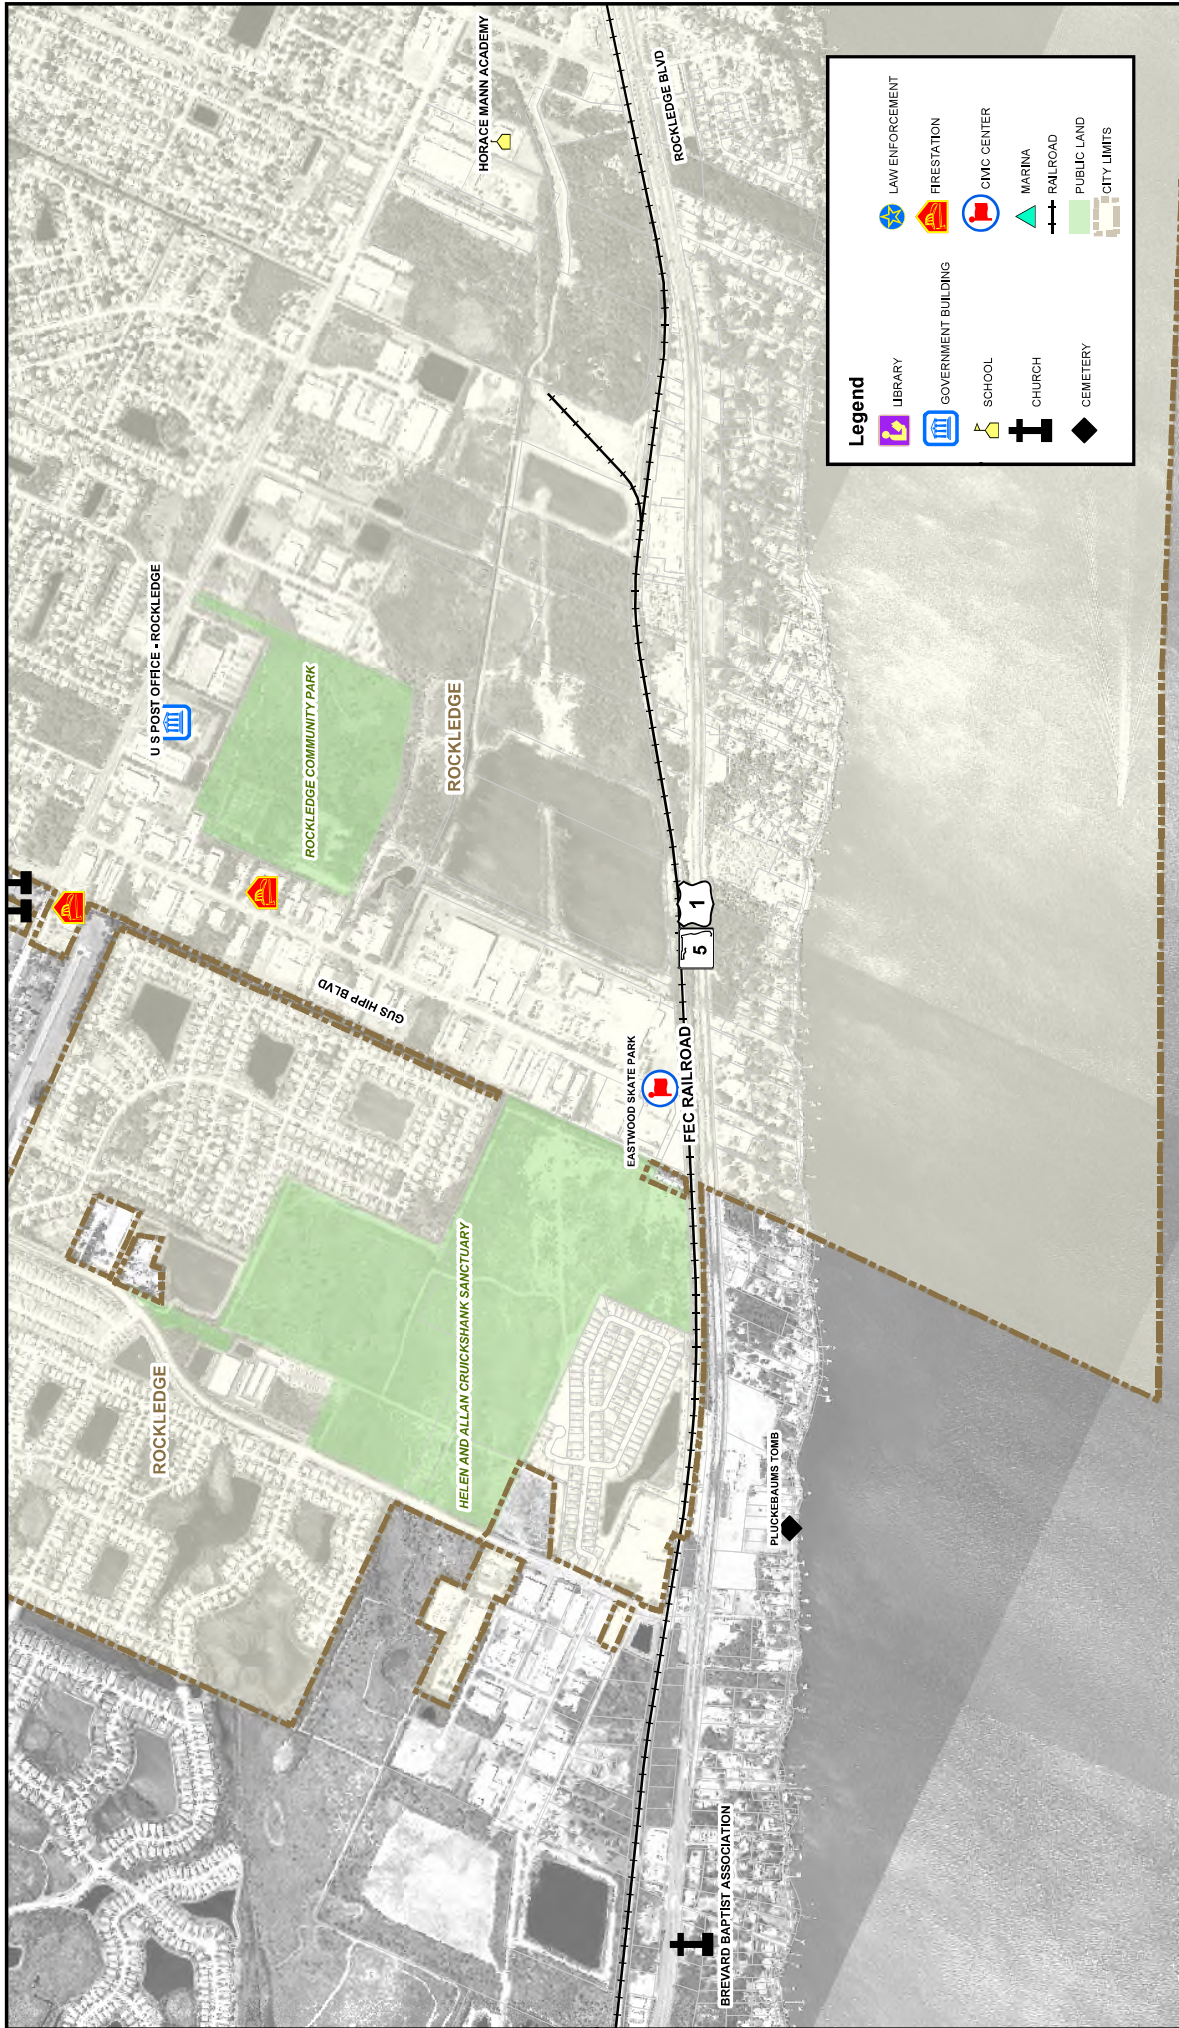 HORACE MANN ACADEMY
ROCKLEDGE BLVD
U S POST OFFICE - ROCKLEDGE
ROCKLEDGE COMMUNITY PARK
ROCKLEDGE
GUS HIPP BLVD
1
5
EASTWOOD SKATE PARK
FEC RAILROAD
HELEN AND ALLAN CRUICKSHANK SANCTUARY
ROCKLEDGE
PLUCKEBAUMS TOMB
BREVARD BAPTIST ASSOCIATION
Legend
LIBRARY
GOVERNMENT BUILDING
SCHOOL
CHURCH
CEMETERY
LAW ENFORCEMENT
FIRESTATION
CIVIC CENTER
MARINA
RAILROAD
PUBLIC LAND
CITY LIMITS